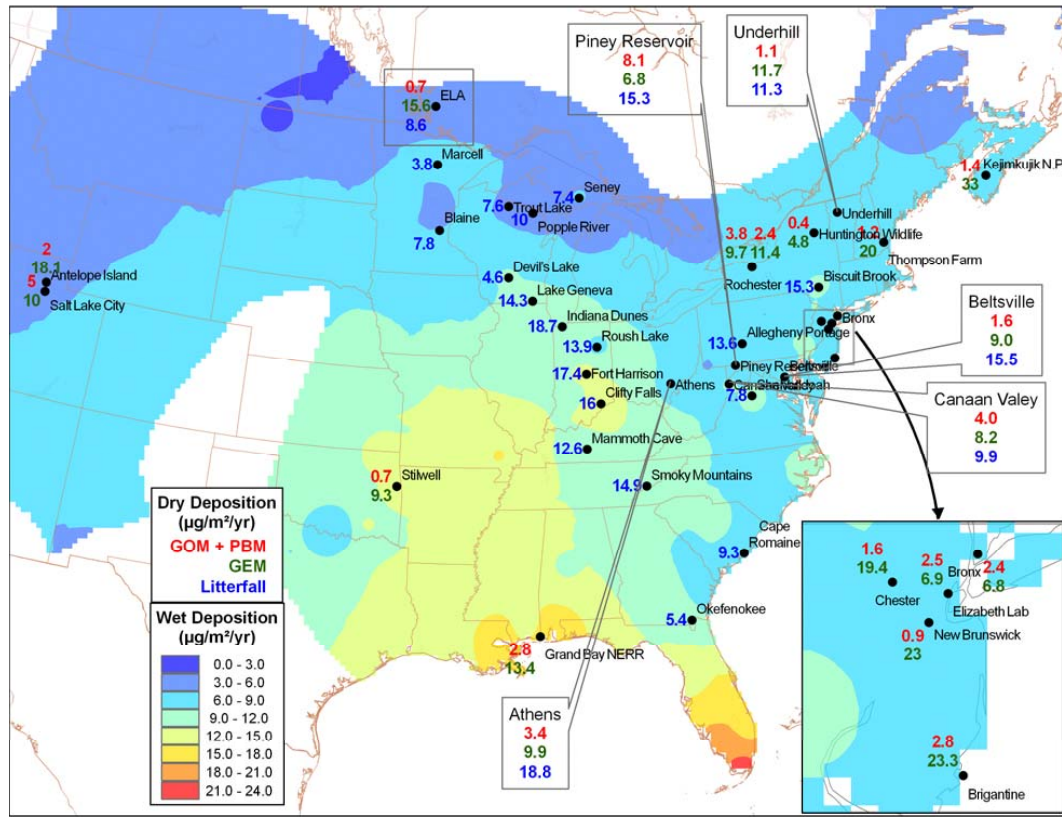 Piney Reservoir
8.1
6.8
15.3
Underhill
1.1
11.7
11.3
0.7
ELA
15.6
8.6
Marcell
3.8
Seney
7.4
7.6
Trout Lake
10
Popple River
Blaine
7.8
1.4
Kejimkujik N.P
33
Underhill
0.4
Huntington Wildlife
4.8
3.8 2.4
9.7 11.4
Rochester
1.2
20
Thompson Farm
2
18.1
Antelope Island
5
10
Salt Lake City
Devil's Lake
4.6
Lake Geneva
14.3
Indiana Dunes
18.7
Roush Lake
13.9
Fort Harrison
17.4
Clifty Falls
16
Biscuit Brook
15.3
Bronx
Allegheny Portage
13.6
Piney Reservoir
Beltsville
Athens
7.8
Beltsville
1.6
9.0
15.5
Canaan Valey
4.0
8.2
9.9
Mammoth Cave
12.6
Smoky Mountains
14.9
0.7
Stilwell
9.3
Cape
Romaine
9.3
Okefenokee
5.4
2.8
Grand Bay NERR
13.4
Athens
3.4
9.9
18.8
Dry Deposition
(µg/m²/yr)
GOM + PBM
GEM
Litterfall
Wet Deposition
(µg/m²/yr)
0.0 - 3.0
3.0 - 6.0
6.0 - 9.0
9.0 - 12.0
12.0 - 15.0
15.0 - 18.0
18.0 - 21.0
21.0 - 24.0
1.6
19.4
Chester
2.5
6.9
Bronx
2.4
6.8
Elizabeth Lab
New Brunswick
0.9
23
2.8
23.3
Brigantine